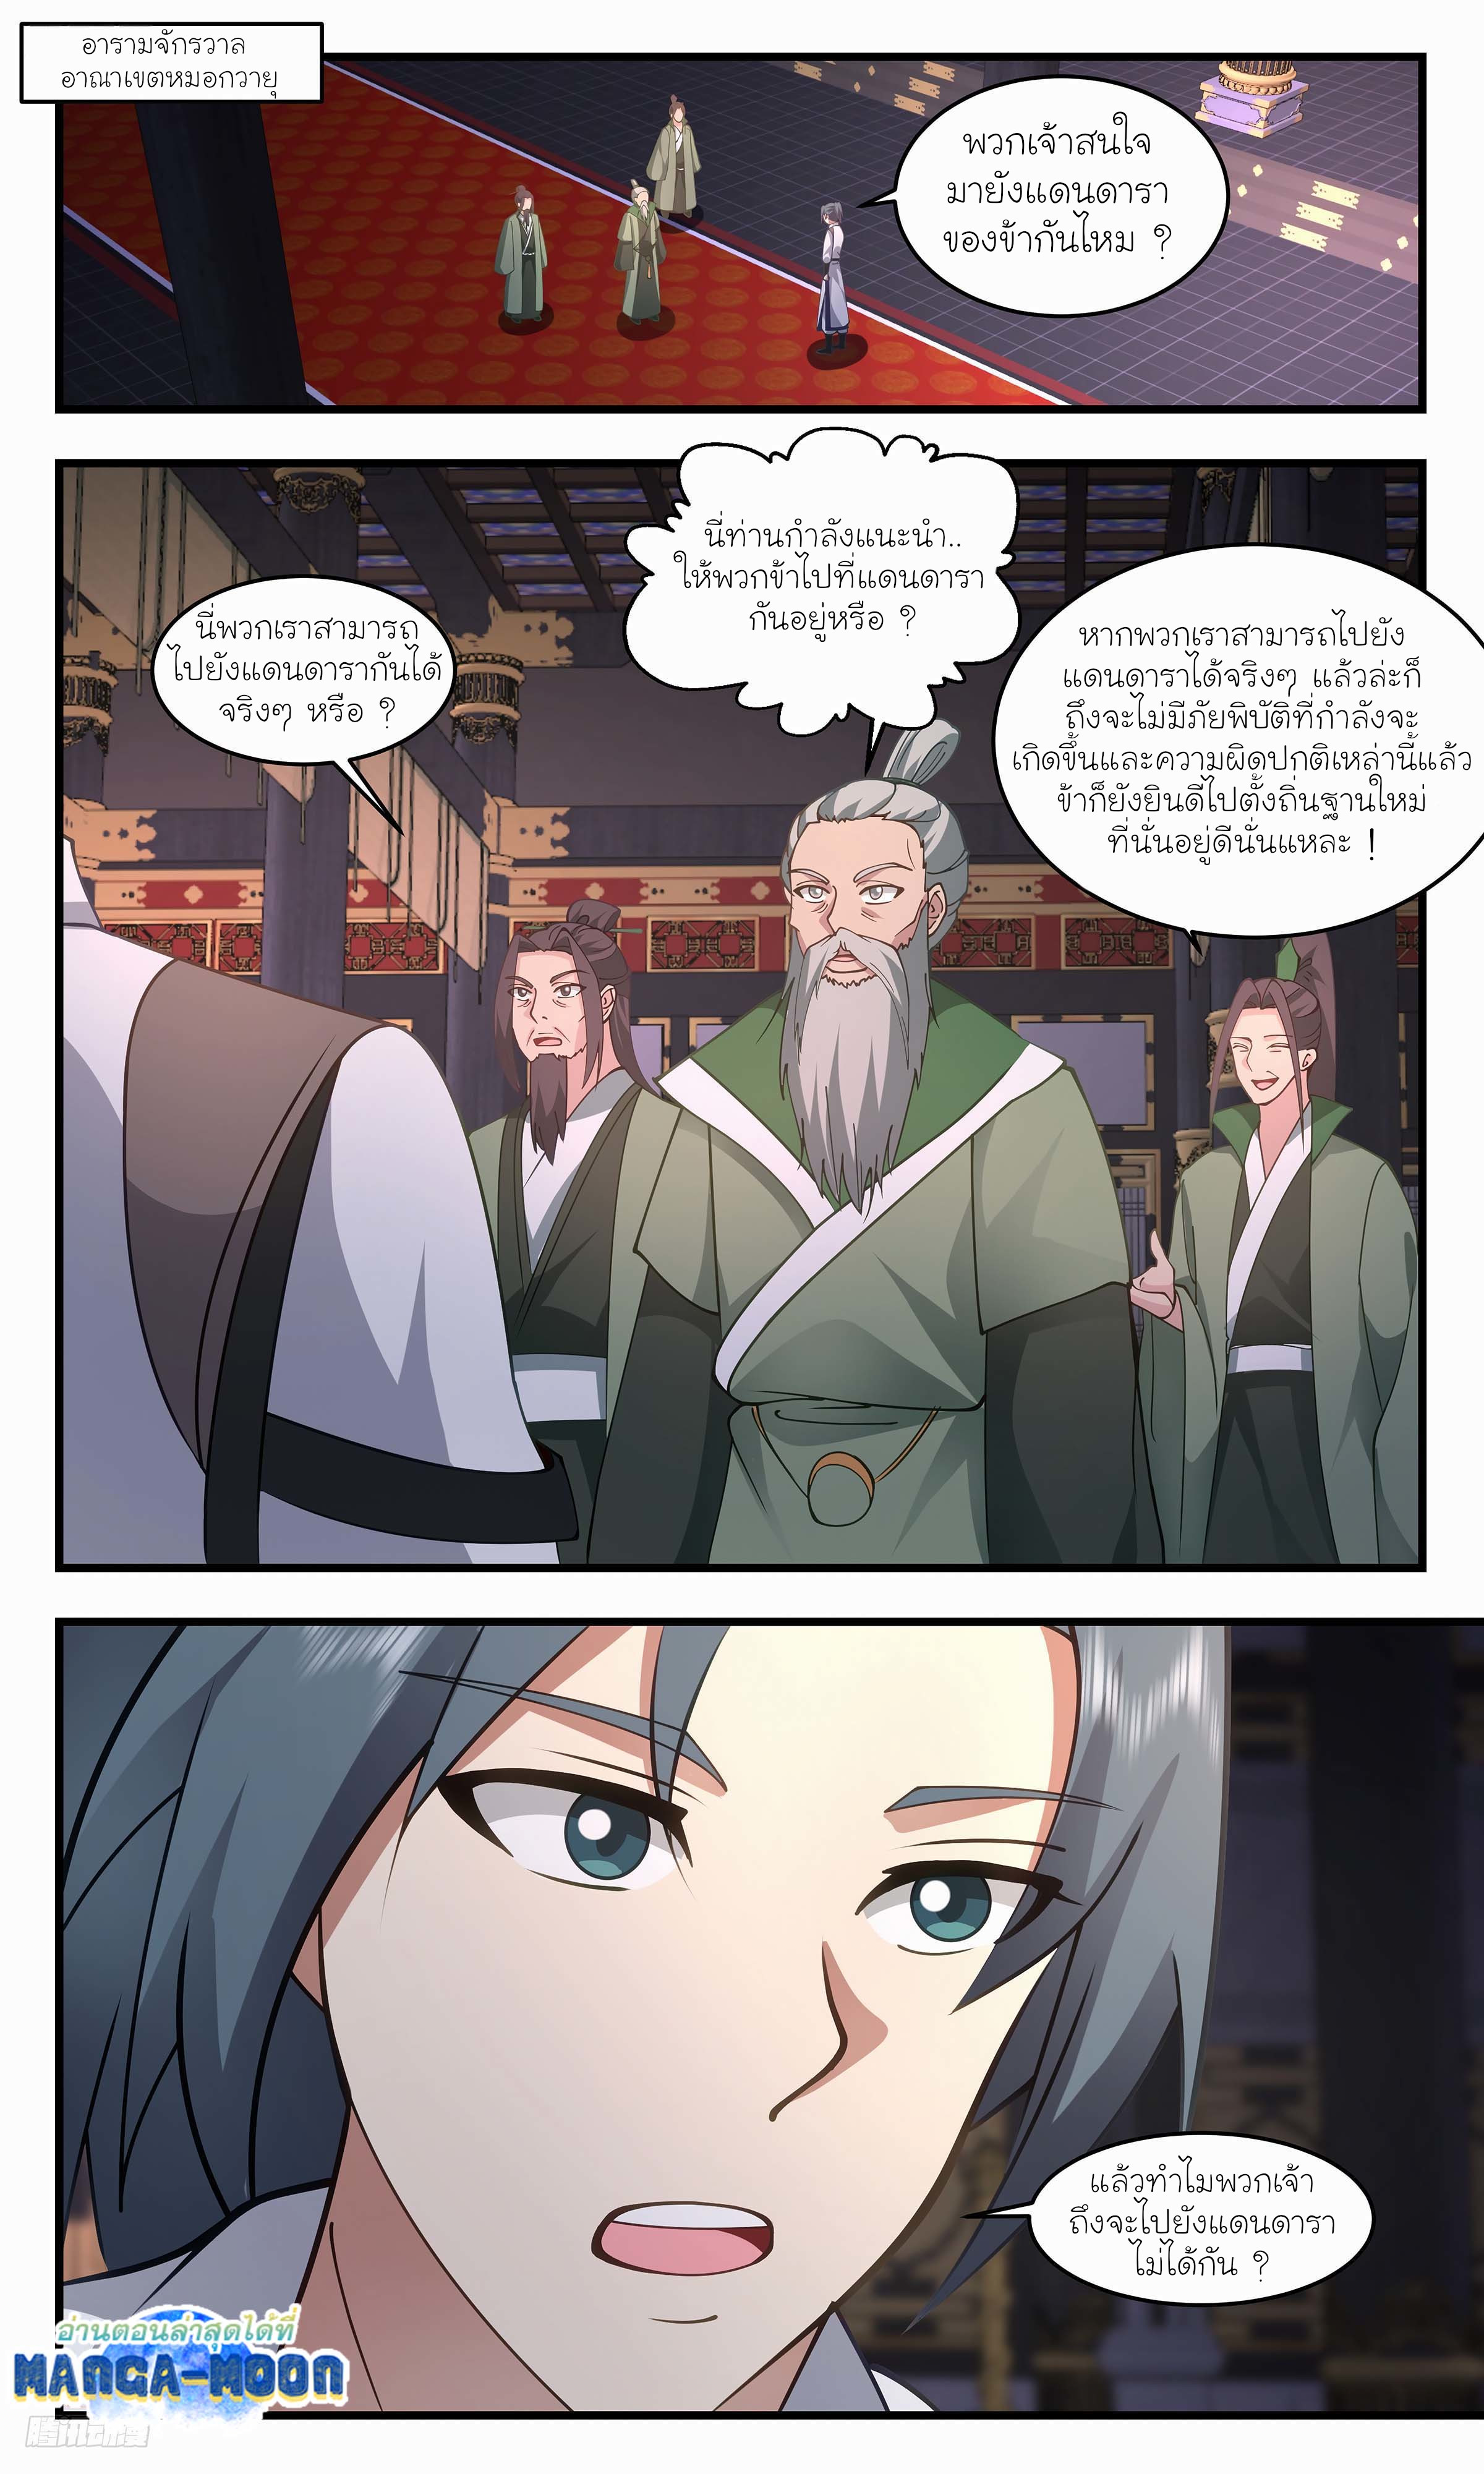 อารามจักรวาล
อาณาเขตหมอกวายุ
พวกเจ้าสนใจ
มายังแดนดารา
ของข้ากันไหม ?
นี่ท่านกำลังแนะนำ..
ให้พวกข้าไปที่แดนดารา
กันอยู่หรือ ?
นี่พวกเราสามารถ
ไปยังแดนดารากันได้
จริงๆ หรือ ?
หากพวกเราสามารถไปยัง
แดนดาราได้จริงๆ แล้วล่ะก็
ถึงจะไม่มีภัยพิบัติที่กำลังจะ
เกิดขึ้นและความผิดปกติเหล่านี้แล้ว
ข้าก็ยังยินดีไปตั้งถิ่นฐานใหม่
ที่นั่นอยู่ดีนั่นแหละ !
แล้วทำไมพวกเจ้า
ถึงจะไปยังแดนดารา
ไม่ได้กัน ?
อ่านตอนล่าสุดได้ที่
MANGA-MOON
腾讯动漫